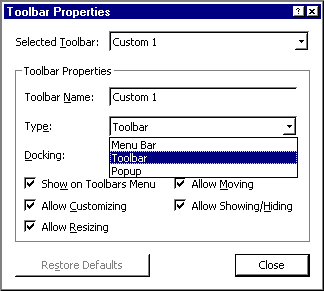 Toolbar Properties
Selected Toolbar: Custom 1
Toolbar Properties
Toolbar Name: Custom 1
Type: Toolbar
Menu Bar
Docking: Toolbar
Popup
Show on Toolbars Menu Allow Moving
Allow Customizing Allow Showing/Hiding
Allow Resizing
Restore Defaults Close